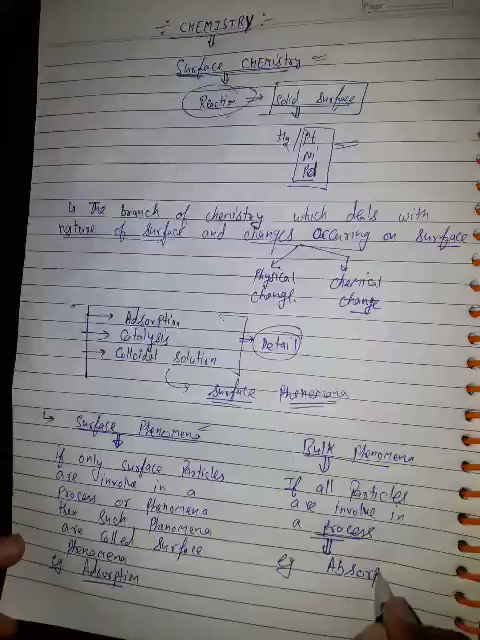 Page:
CHEMISTRY
Surface CHEMIstry
Reaction → Solid Surface
H2/ Pt
Ni
Pd
↳ The branch of chemistry which deals with
nature of surface and changes occuring on surface
Physical change. chemical change
→ Adsorption
→ Catalysis
→ Colloidal Solution
Detail
Surface Phenomena
↳ Surface Phenomena
If only surface Particles
are involve in a
Process or Phenomena
then such Phenomena
are called Surface
Phenomena
eg Adsorption
Bulk Phenomena
If all Particles
are involve in
a process
eg Absorp